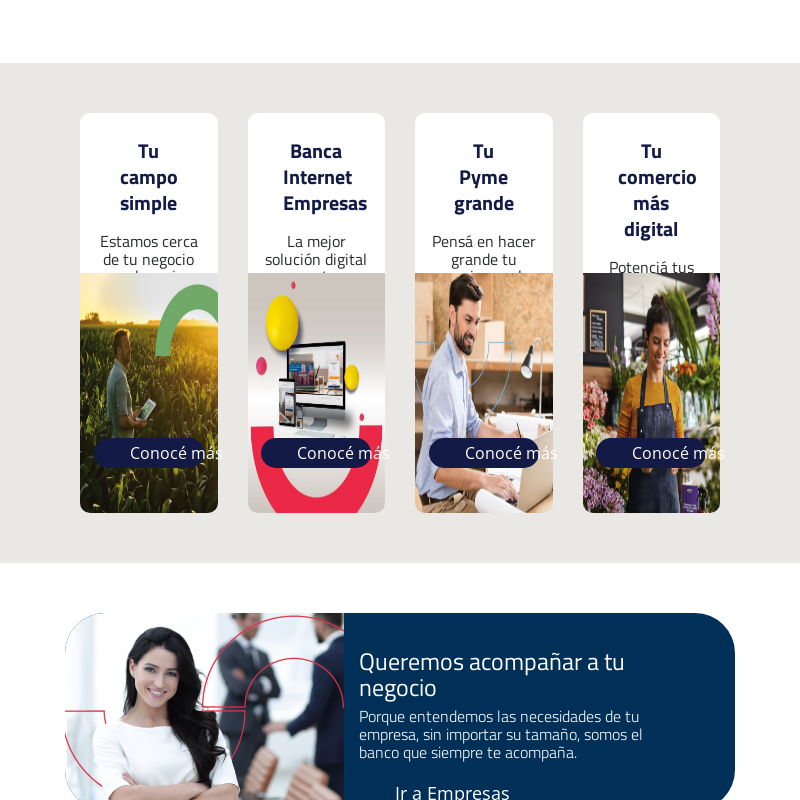 Tu
campo
simple
Estamos cerca
de tu negocio
Conocé más
Banca
Internet
Empresas
La mejor
solución digital
Conocé más
Tu
Pyme
grande
Pensá en hacer
grande tu
Conocé más
Tu
comercio
más
digital
Potenciá tus
Conocé más
Queremos acompañar a tu
negocio
Porque entendemos las necesidades de tu
empresa, sin importar su tamaño, somos el
banco que siempre te acompaña.
Ir a Empresas